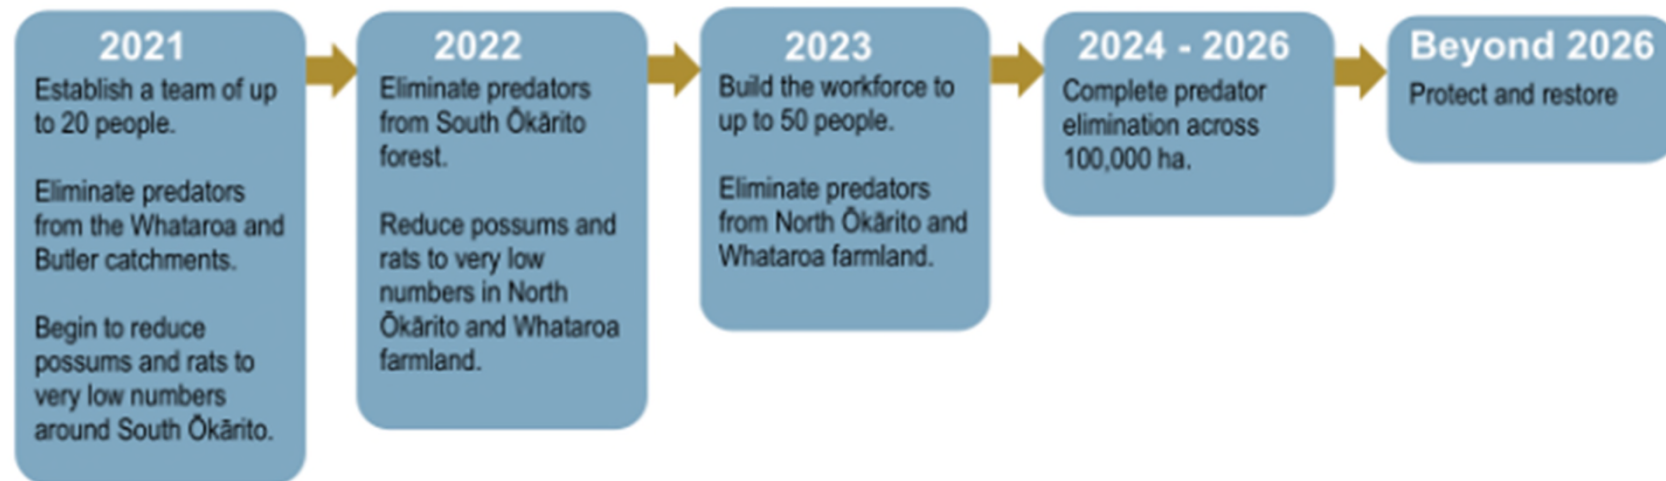 2021
Establish a team of up
to 20 people.
Eliminate predators
from the Whataroa and
Butler catchments.
Begin to reduce
possums and rats to
very low numbers
around South Ōkārito.
2022
Eliminate predators
from South Ōkārito
forest.
Reduce possums and
rats to very low
numbers in North
Ōkārito and Whataroa
farmland.
2023
Build the workforce to
up to 50 people.
Eliminate predators
from North Ōkārito and
Whataroa farmland.
2024 - 2026
Complete predator
elimination across
100,000 ha.
Beyond 2026
Protect and restore